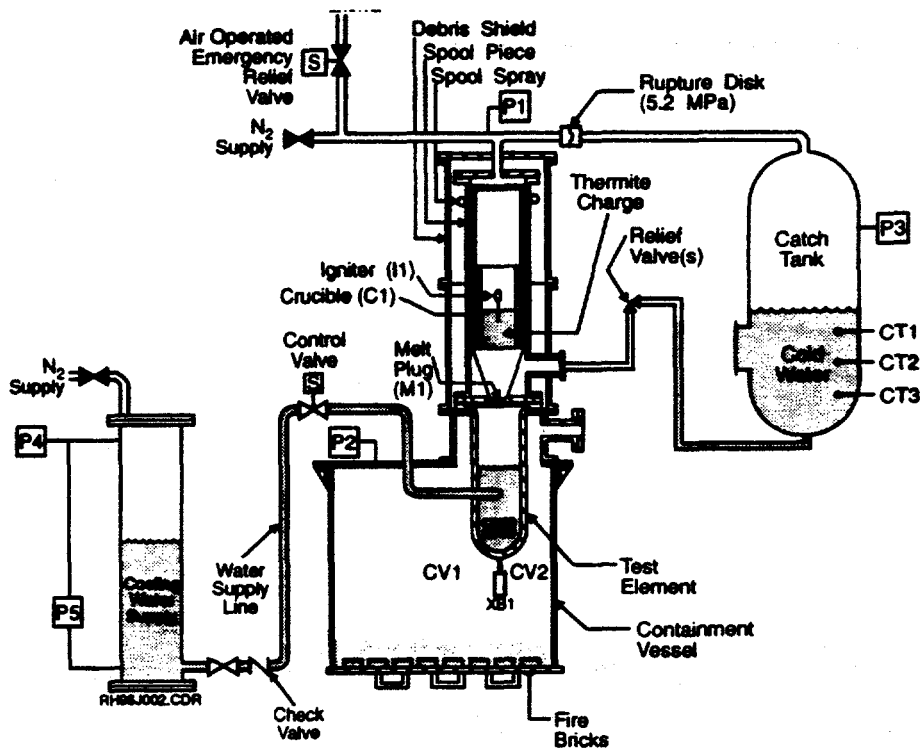 Air Operated
Emergency
Relief
Valve
S
N2
Supply
Debris Shield
Spool Piece
Spool Spray
P1
Rupture Disk
(5.2 MPa)
Thermite
Charge
Relief
Valve(s)
P3
Catch
Tank
Igniter (I1)
Crucible (C1)
Control
Valve
S
Melt
Plug
(M1)
Cold
Water
CT1
CT2
CT3
N2
Supply
P4
P2
P5
Cooling
Water
Supply
Water
Supply
Line
CV1
CV2
XB1
Test
Element
Containment
Vessel
RH96J002.CDR
Check
Valve
Fire
Bricks